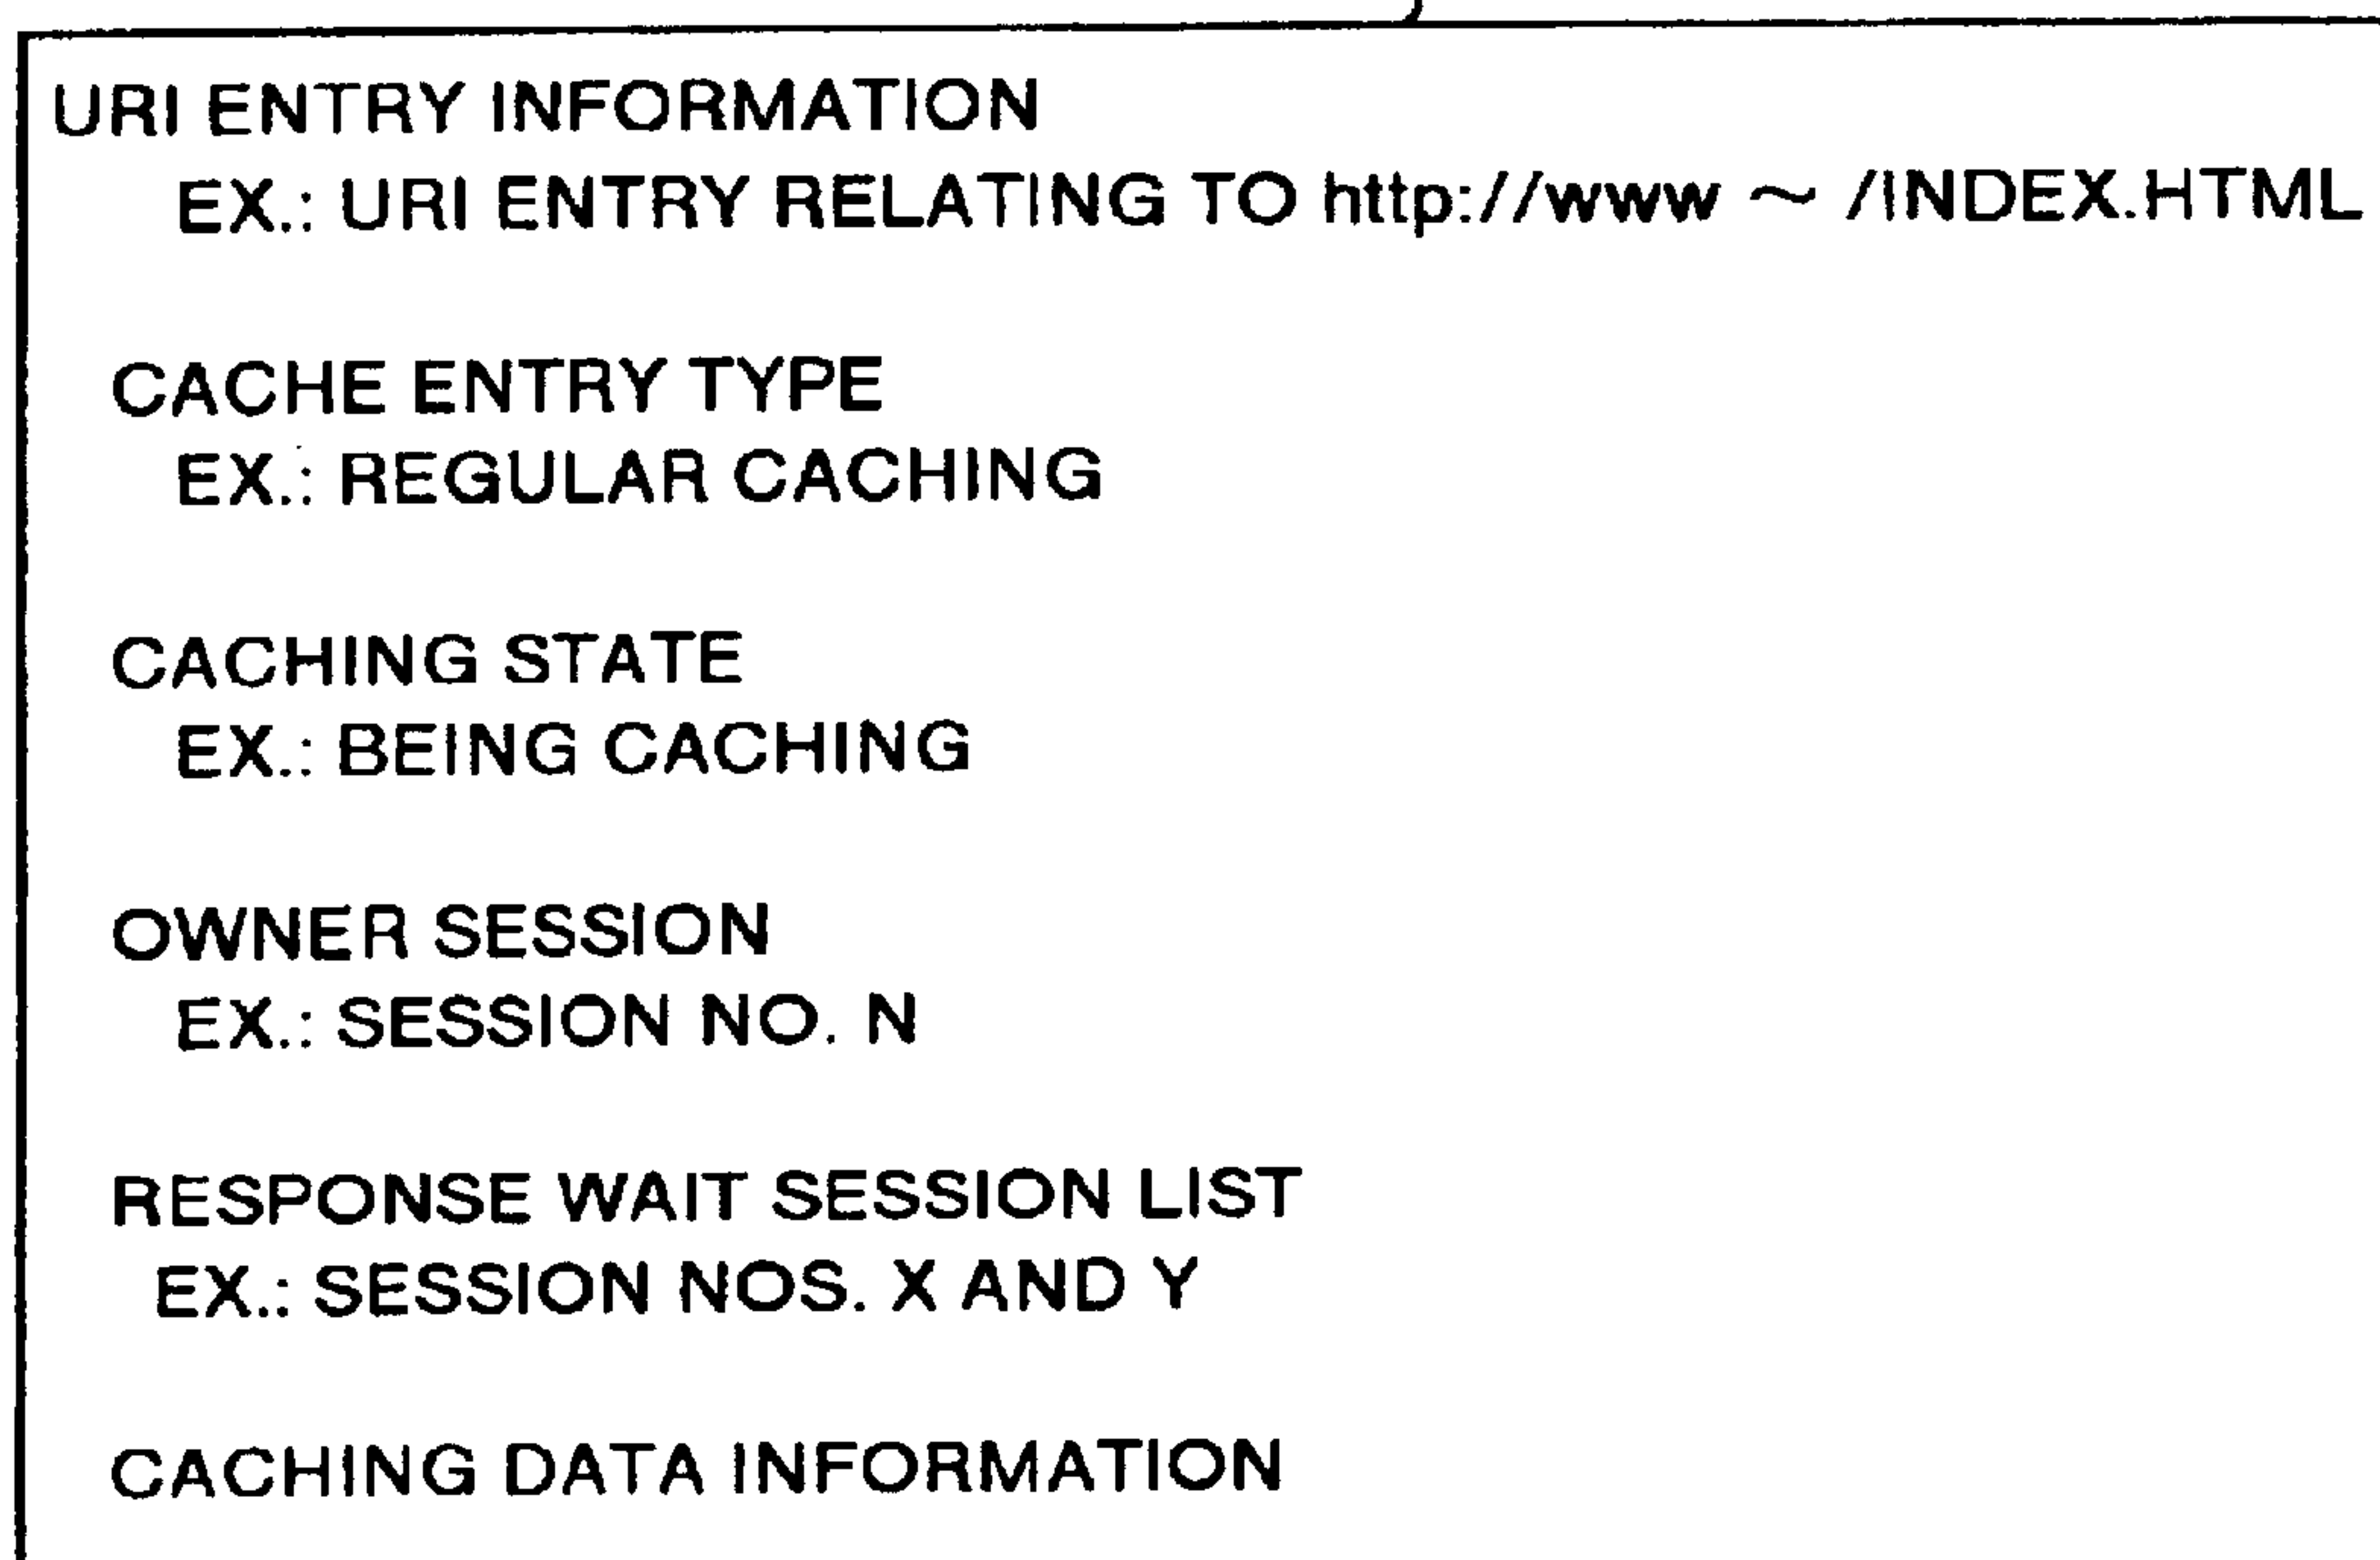 URI ENTRY INFORMATION
EX.: URI ENTRY RELATING TO http://www ~ /INDEX.HTML
CACHE ENTRY TYPE
EX.: REGULAR CACHING
CACHING STATE
EX.: BEING CACHING
OWNER SESSION
EX.: SESSION NO. N
RESPONSE WAIT SESSION LIST
EX.: SESSION NOS. X AND Y
CACHING DATA INFORMATION